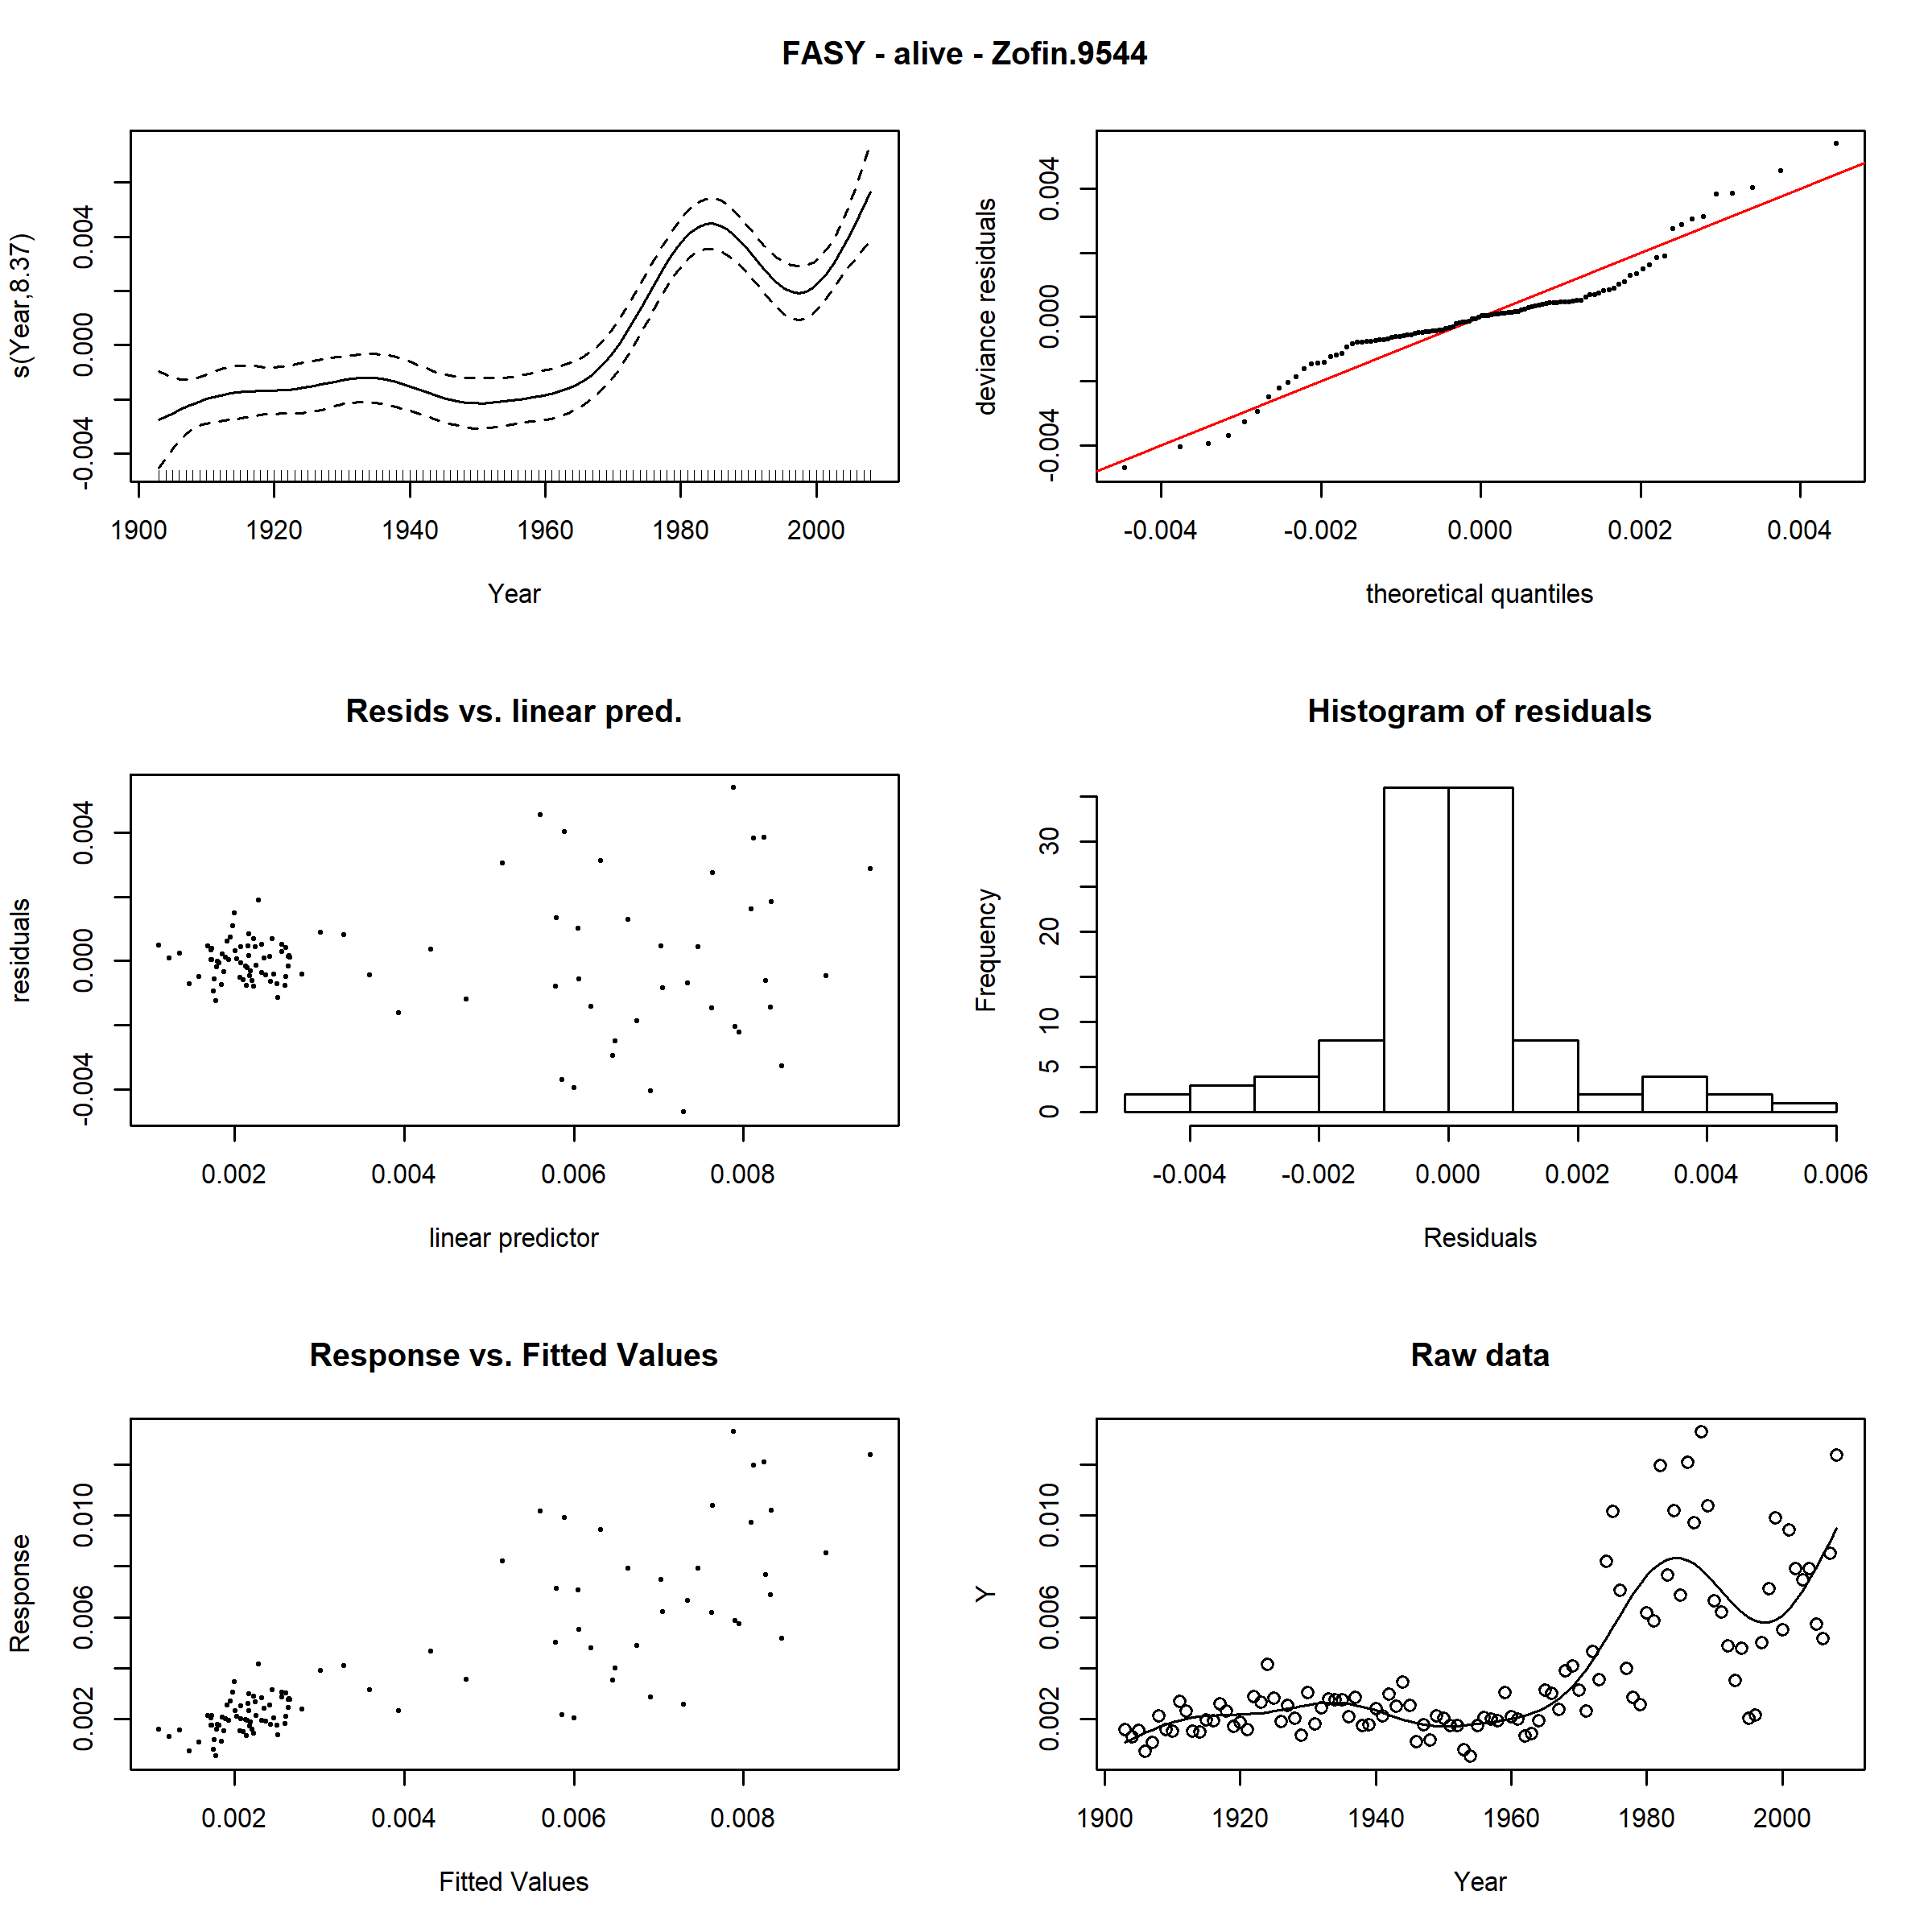 FASY - alive - Zofin.9544
s(Year,8.37)
-0.004 0.000 0.004
1900 1920 1940 1960 1980 2000
Year
deviance residuals
-0.004 0.000 0.004
-0.004 -0.002 0.000 0.002 0.004
theoretical quantiles
Resids vs. linear pred.
residuals
-0.004 0.000 0.004
0.002 0.004 0.006 0.008
linear predictor
Histogram of residuals
Frequency
0 5 10 20 30
-0.004 -0.002 0.000 0.002 0.004 0.006
Residuals
Response vs. Fitted Values
Response
0.002 0.006 0.010
0.002 0.004 0.006 0.008
Fitted Values
Raw data
Y
0.002 0.006 0.010
1900 1920 1940 1960 1980 2000
Year